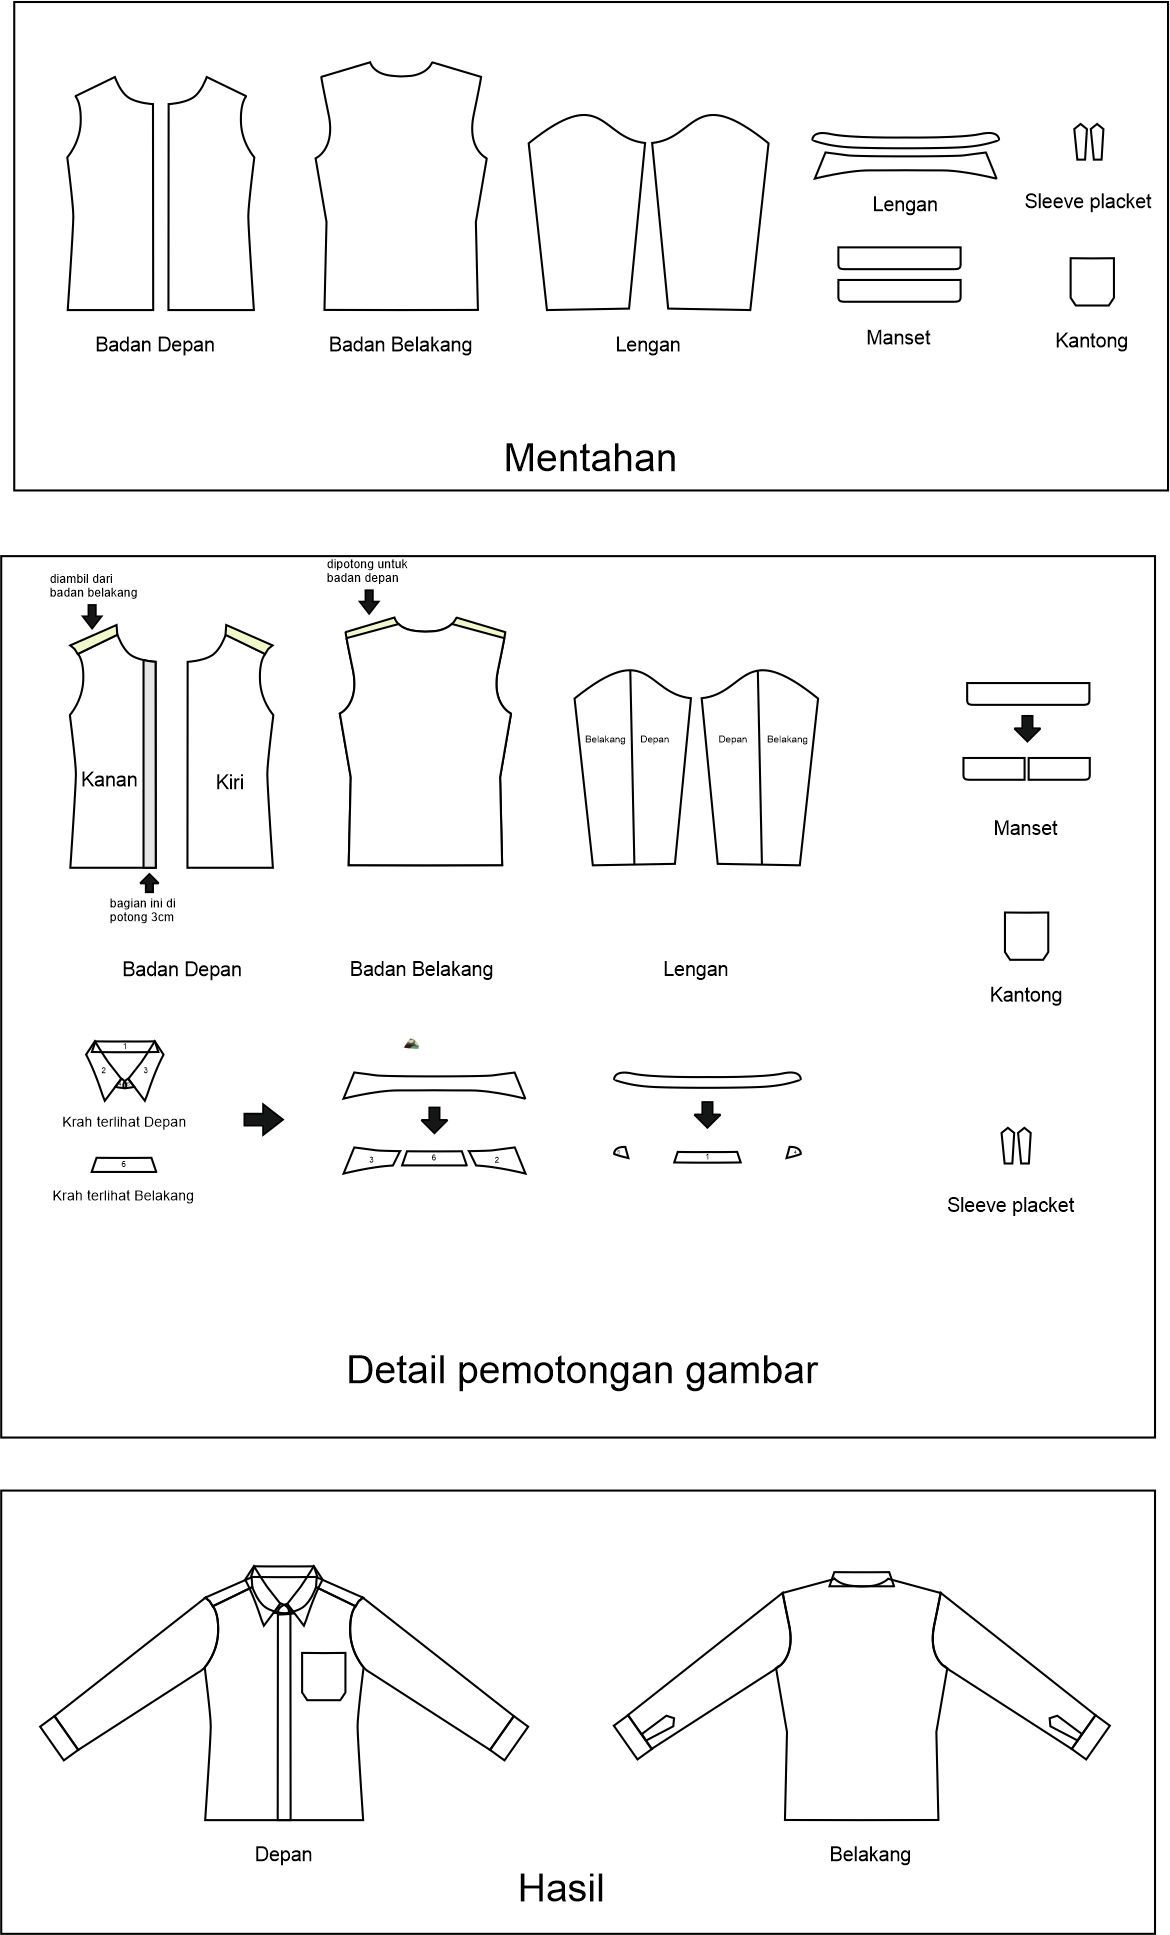 Badan Depan
Badan Belakang
Lengan
Lengan
Sleeve placket
Manset
Kantong
Mentahan
diambil dari
badan belakang
dipotong untuk
badan depan
Kanan
Kiri
Belakang
Depan
Depan
Belakang
Manset
bagian ini di
potong 3cm
Badan Depan
Badan Belakang
Lengan
Kantong
1
2
3
Krah terlihat Depan
6
Krah terlihat Belakang
3
6
2
1
Sleeve placket
Detail pemotongan gambar
Depan
Belakang
Hasil